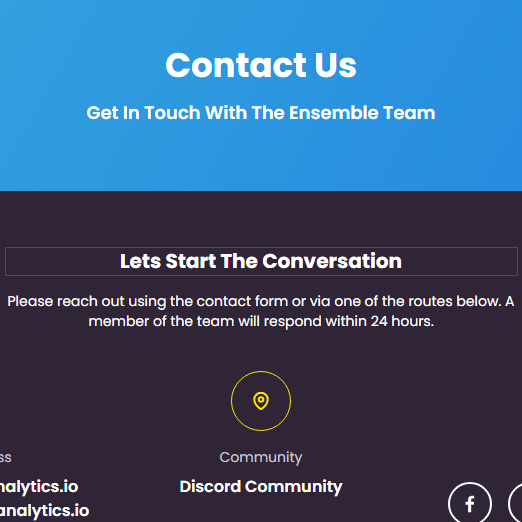 Contact Us
Get In Touch With The Ensemble Team
Lets Start The Conversation
Please reach out using the contact form or via one of the routes below. A
member of the team will respond within 24 hours.
ss
Community
nalytics.io
Discord Community
analytics.io